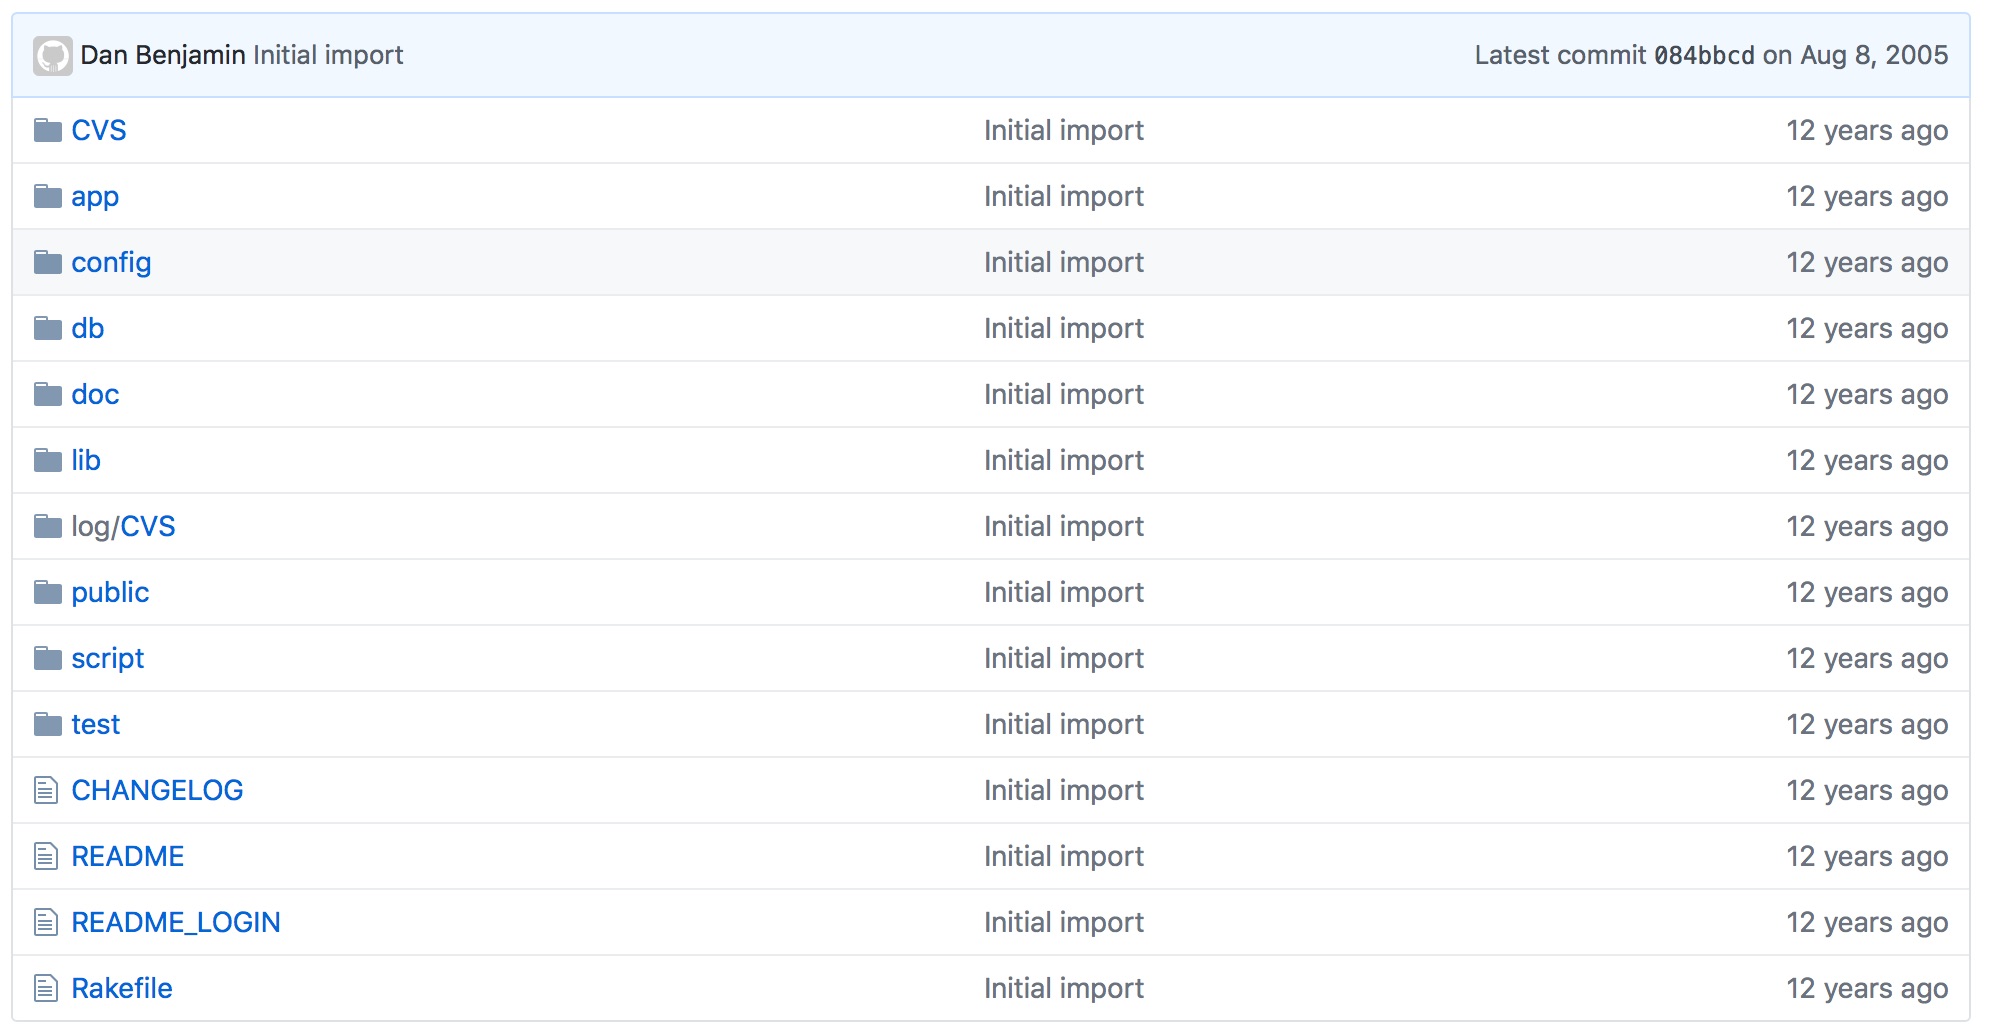 Dan Benjamin Initial import Latest commit 084bbcd on Aug 8, 2005
CVS Initial import 12 years ago
app Initial import 12 years ago
config Initial import 12 years ago
db Initial import 12 years ago
doc Initial import 12 years ago
lib Initial import 12 years ago
log/CVS Initial import 12 years ago
public Initial import 12 years ago
script Initial import 12 years ago
test Initial import 12 years ago
CHANGELOG Initial import 12 years ago
README Initial import 12 years ago
README_LOGIN Initial import 12 years ago
Rakefile Initial import 12 years ago